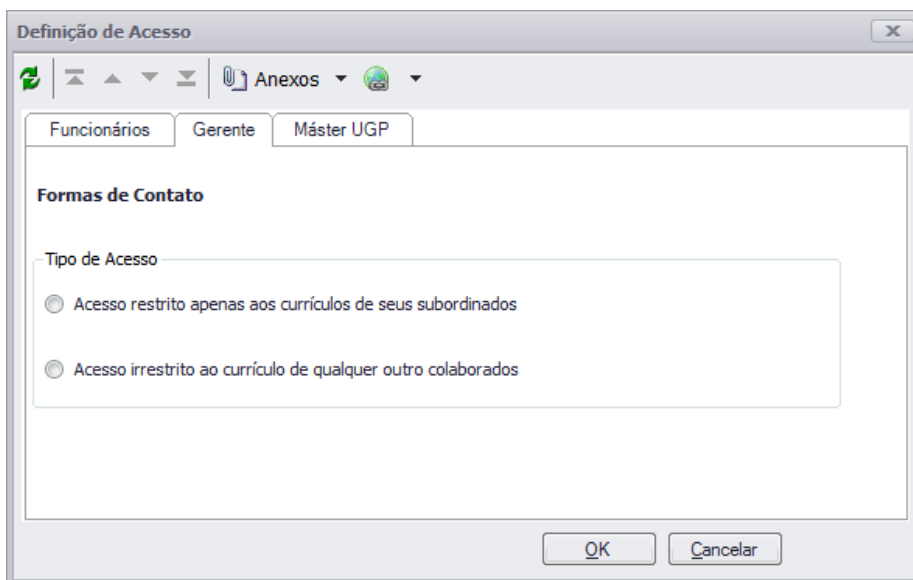 Definição de Acesso
Anexos
Funcionários Gerente Máster UGP
Formas de Contato
Tipo de Acesso
Acesso restrito apenas aos currículos de seus subordinados
Acesso irrestrito ao currículo de qualquer outro colaborados
OK Cancelar